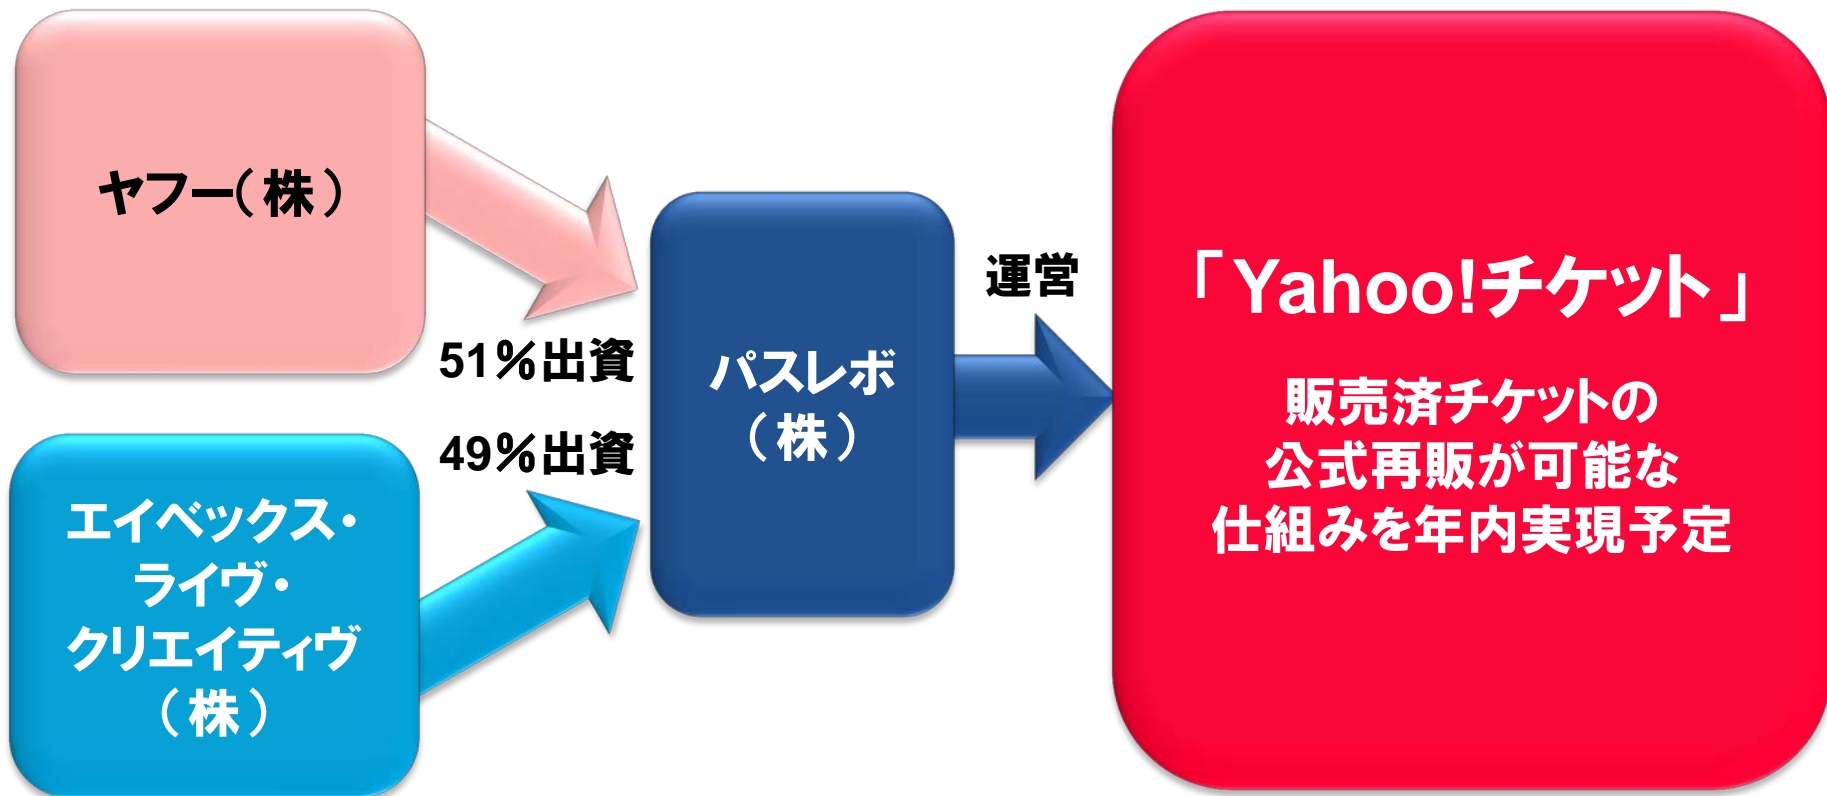 ヤフー（株）
51％出資
49％出資
エイベックス・
ライヴ・
クリエイティヴ
（株）
パスレボ
（株）
運営
「Yahoo!チケット」
販売済チケットの
公式再販が可能な
仕組みを年内実現予定